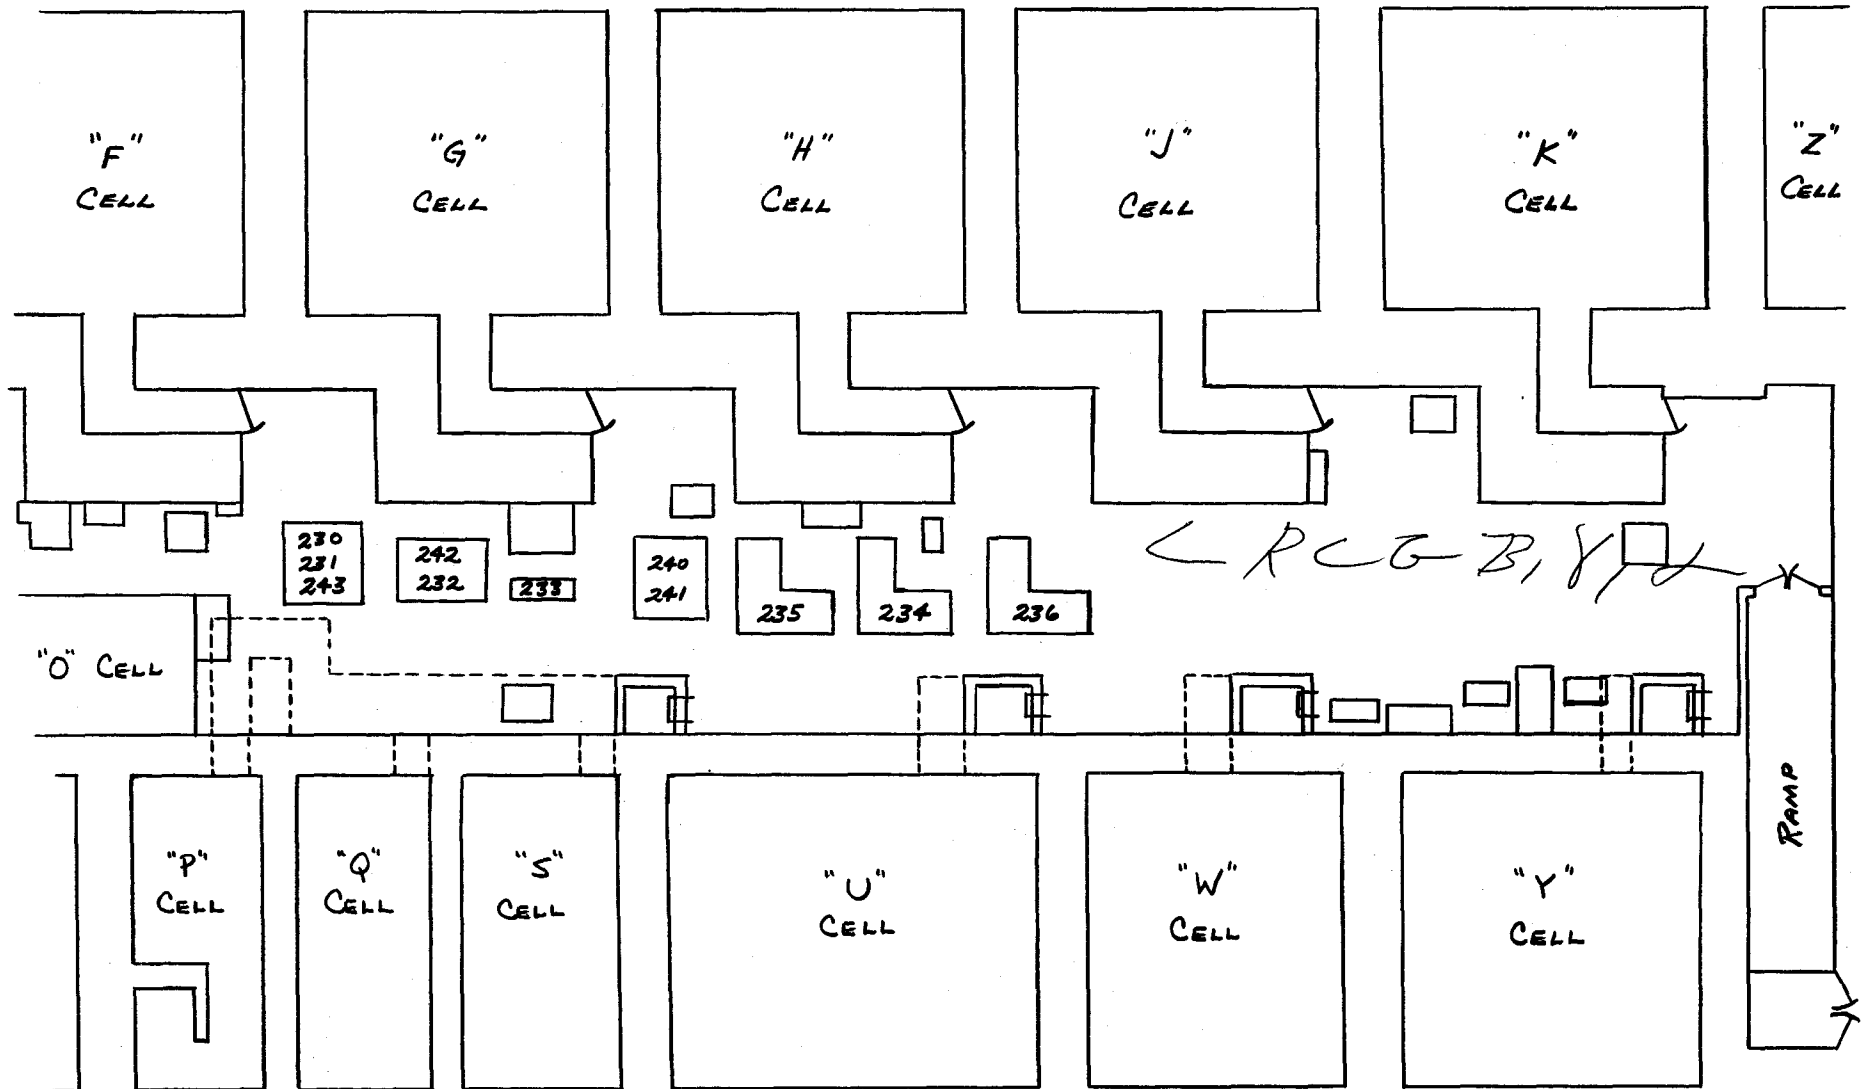 "F"
CELL
"G"
CELL
"H"
CELL
"J"
CELL
"K"
CELL
"Z"
CELL
230
231
243
242
232
233
240
241
235
234
236
< RCG B, γ, α
"O" CELL
RAMP
"P"
CELL
"Q"
CELL
"S"
CELL
"U"
CELL
"W"
CELL
"Y"
CELL